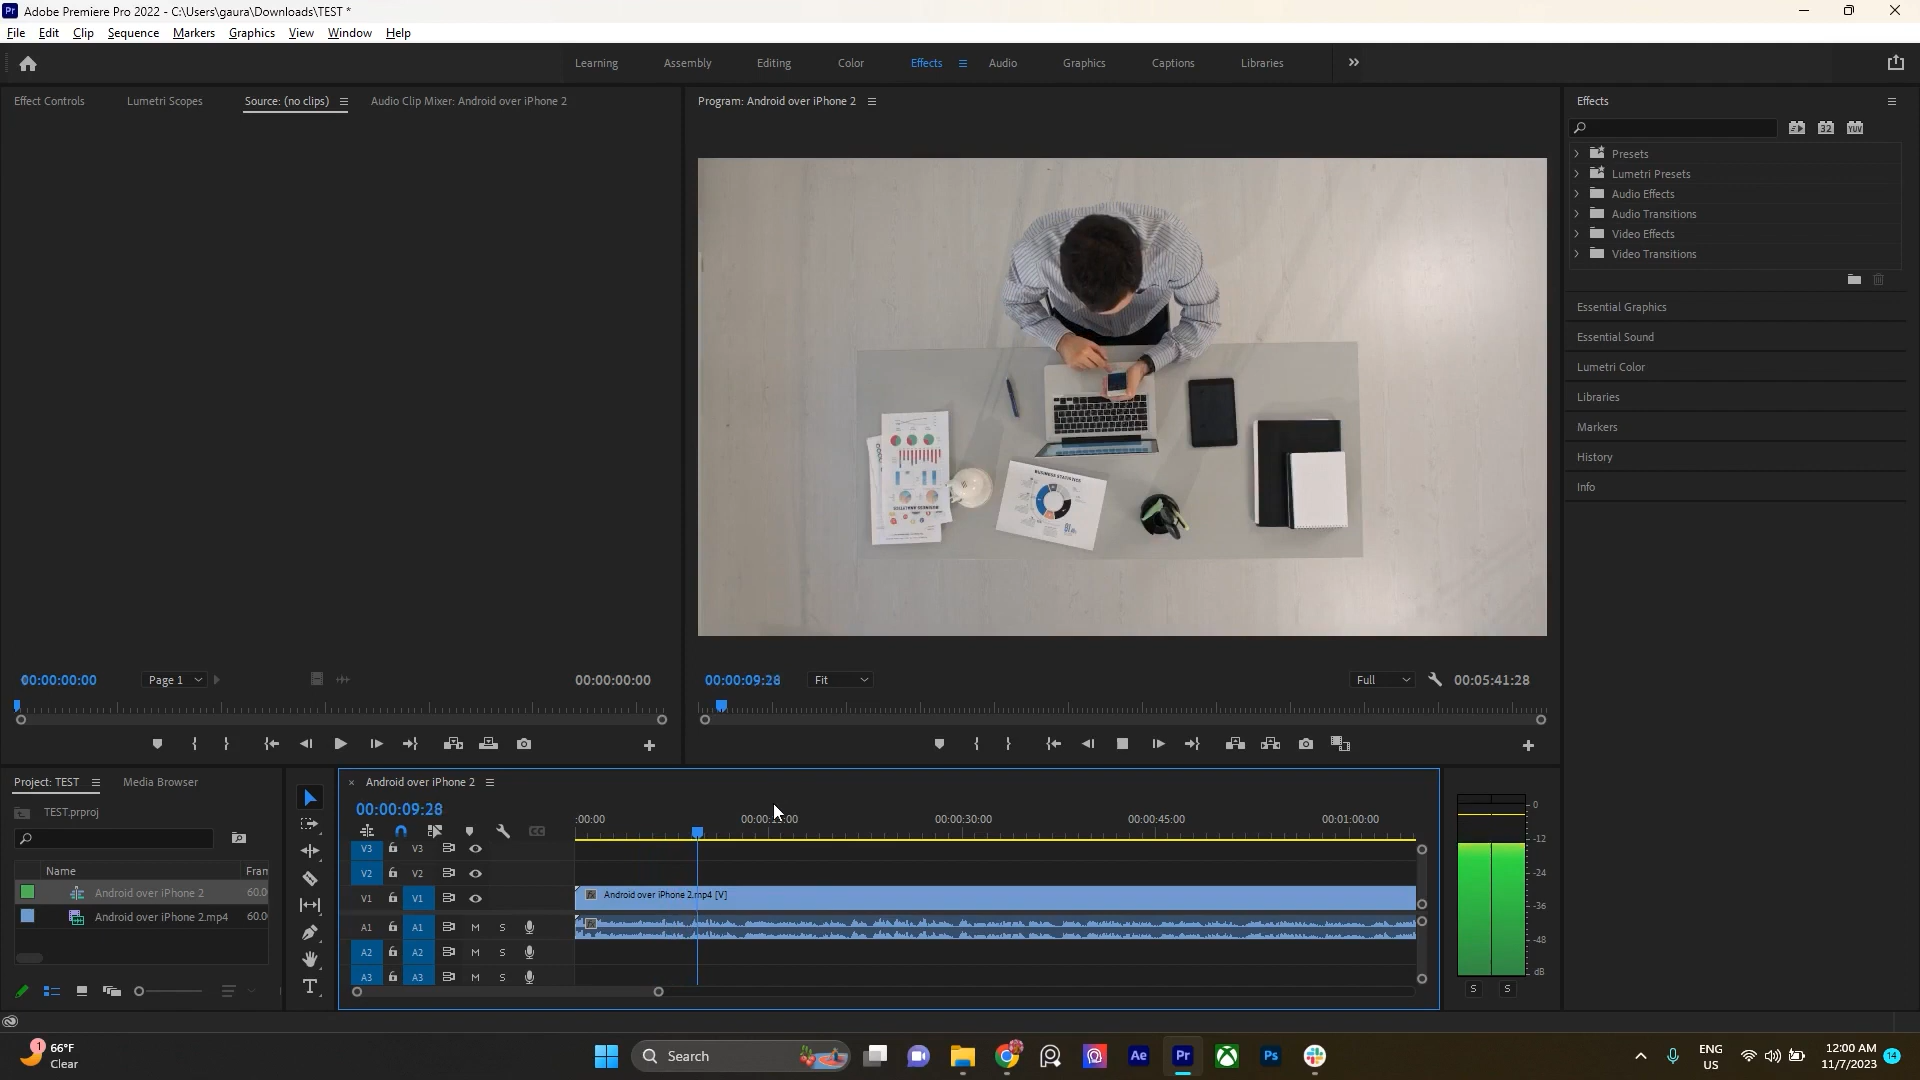 Adobe Premiere Pro 2022 - C:\Users\gaura\Downloads\TEST *
File Edit Clip Sequence Markers Graphics View Window Help
Learning Assembly Editing Color Effects Audio Graphics Captions Libraries
Effect Controls Lumetri Scopes Source: (no clips) Audio Clip Mixer: Android over iPhone 2
Program: Android over iPhone 2
Effects
Presets
Lumetri Presets
Audio Effects
Audio Transitions
Video Effects
Video Transitions
Essential Graphics
Essential Sound
Lumetri Color
Libraries
Markers
History
Info
BUSINESS STATISTICS
00:00:00:00 Page 1 00:00:00:00
00:00:09:28 Fit Full 00:05:41:28
Project: TEST Media Browser
TEST.prproj
Name Fran
Android over iPhone 2 60.0
Android over iPhone 2.mp4 60.0
× Android over iPhone 2
00:00:09:28
:00:00 00:00:30:00 00:00:45:00 00:01:00:00
V3 V3
V2 V2
V1 V1 Android over iPhone 2.mp4 [V]
A1 A1 M S
A2 A2 M S
A3 A3 M S
0
-12
-24
-36
-48
dB
S S
66°F
Clear
Search
Ae Pr Ps
ENG
US
12:00 AM
11/7/2023
14